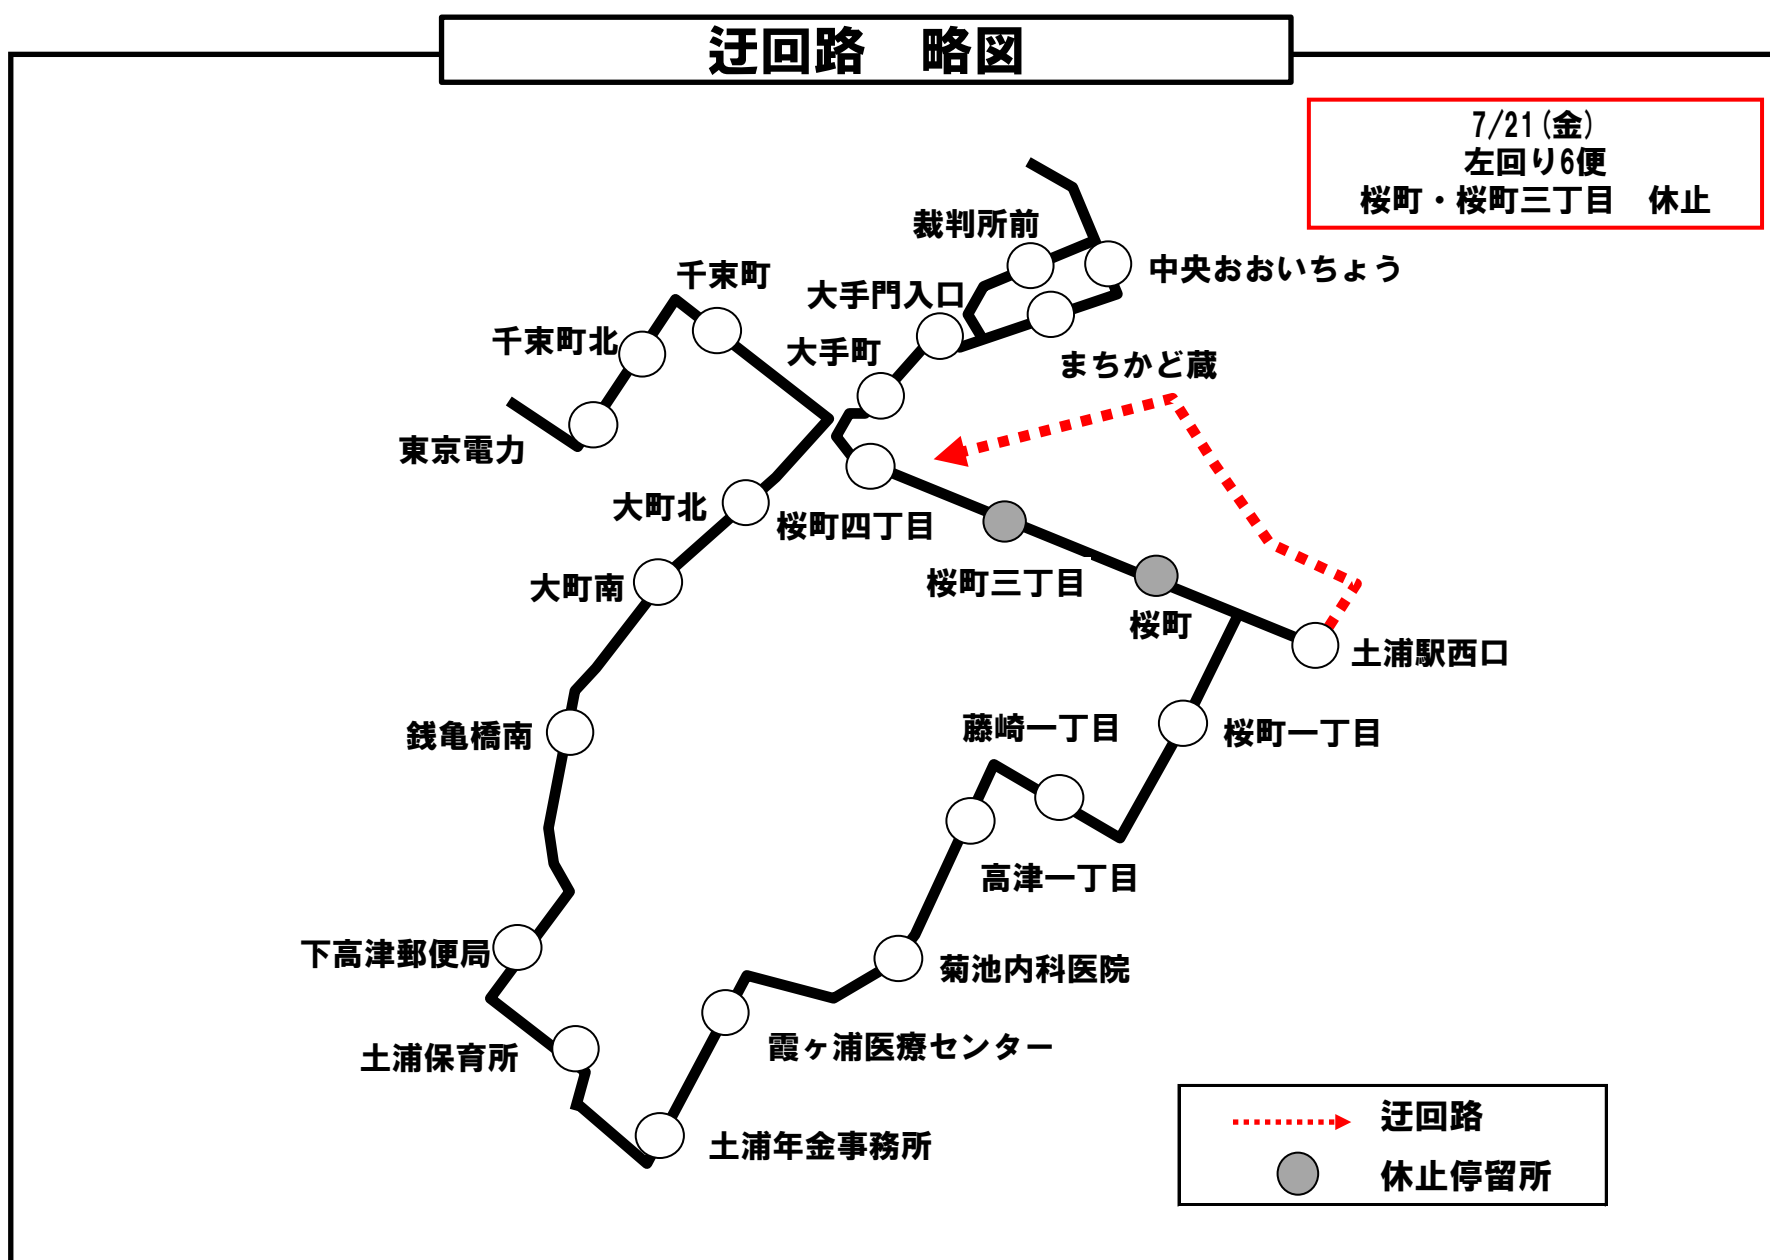 迂回路　略図
7/21(金)
左回り6便
桜町・桜町三丁目　休止
裁判所前
中央おおいちょう
千束町
大手門入口
千束町北
大手町
まちかど蔵
東京電力
大町北
桜町四丁目
大町南
桜町三丁目
桜町
土浦駅西口
銭亀橋南
藤崎一丁目
桜町一丁目
高津一丁目
下高津郵便局
菊池内科医院
土浦保育所
霞ヶ浦医療センター
土浦年金事務所
迂回路
休止停留所